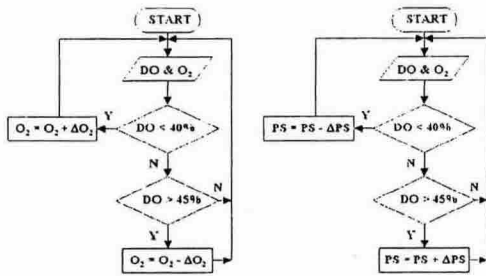 START
DO & O₂
Y
DO < 40%
O₂ = O₂ + ΔO₂
N
DO > 45%
N
Y
O₂ = O₂ - ΔO₂
START
DO & O₂
Y
DO < 40%
PS = PS - ΔPS
N
DO > 45%
N
Y
PS = PS + ΔPS